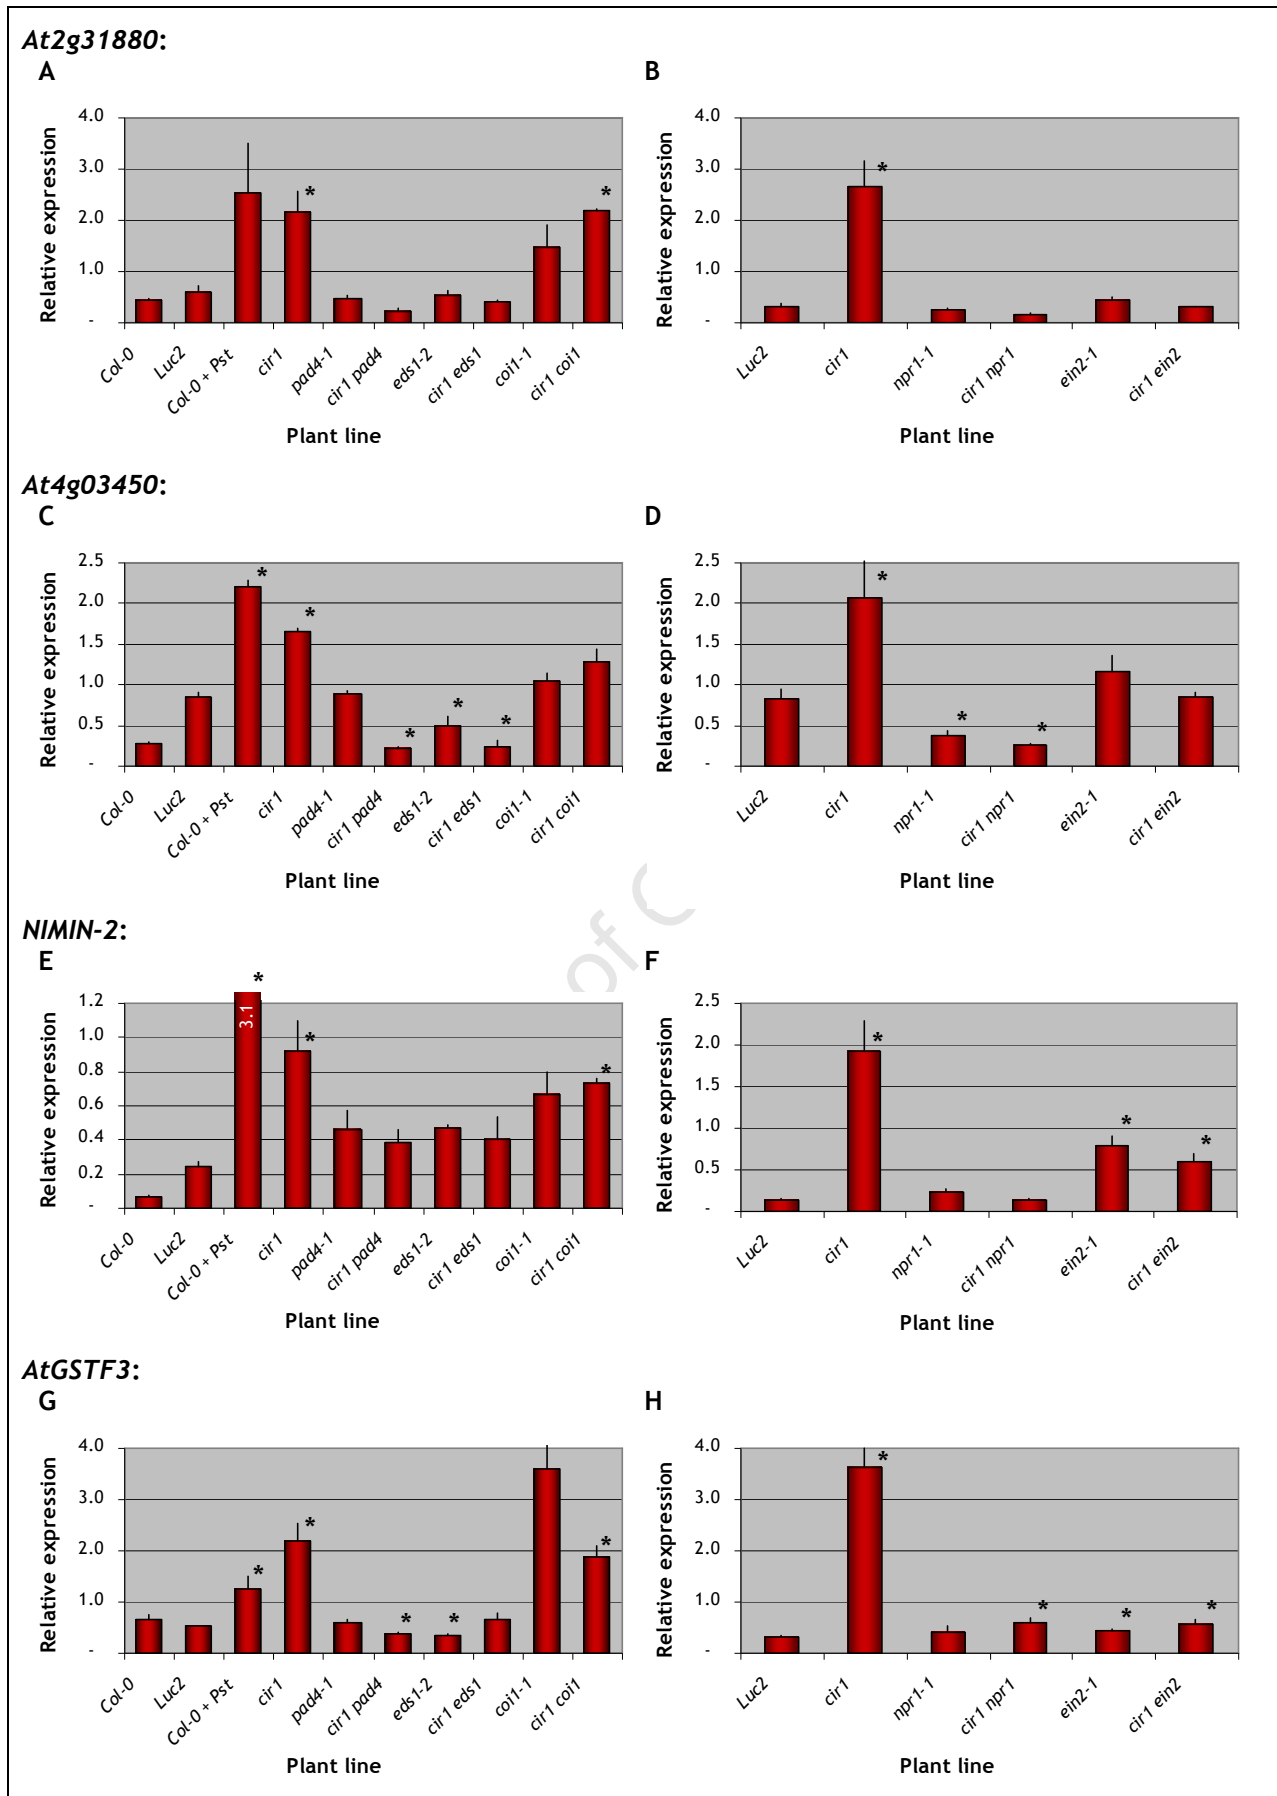 At2g31880:
A
B
Relative expression
4.0
3.0
2.0
1.0
-
*
*
Col-0
Luc2
Col-0 + Pst
cir1
pad4-1
cir1 pad4
eds1-2
cir1 eds1
coi1-1
cir1 coi1
Plant line
Relative expression
4.0
3.0
2.0
1.0
-
*
Luc2
cir1
npr1-1
cir1 npr1
ein2-1
cir1 ein2
Plant line
At4g03450:
C
D
Relative expression
2.5
2.0
1.5
1.0
0.5
-
*
*
*
*
*
Col-0
Luc2
Col-0 + Pst
cir1
pad4-1
cir1 pad4
eds1-2
cir1 eds1
coi1-1
cir1 coi1
Plant line
Relative expression
2.5
2.0
1.5
1.0
0.5
-
*
*
*
Luc2
cir1
npr1-1
cir1 npr1
ein2-1
cir1 ein2
Plant line
of C
NIMIN-2:
E
F
Relative expression
1.2
1.0
0.8
0.6
0.4
0.2
-
*
3.1
*
*
Col-0
Luc2
Col-0 + Pst
cir1
pad4-1
cir1 pad4
eds1-2
cir1 eds1
coi1-1
cir1 coi1
Plant line
Relative expression
2.5
2.0
1.5
1.0
0.5
-
*
*
*
Luc2
cir1
npr1-1
cir1 npr1
ein2-1
cir1 ein2
Plant line
AtGSTF3:
G
H
Relative expression
4.0
3.0
2.0
1.0
-
*
*
*
*
*
Col-0
Luc2
Col-0 + Pst
cir1
pad4-1
cir1 pad4
eds1-2
cir1 eds1
coi1-1
cir1 coi1
Plant line
Relative expression
4.0
3.0
2.0
1.0
-
*
*
*
*
Luc2
cir1
npr1-1
cir1 npr1
ein2-1
cir1 ein2
Plant line